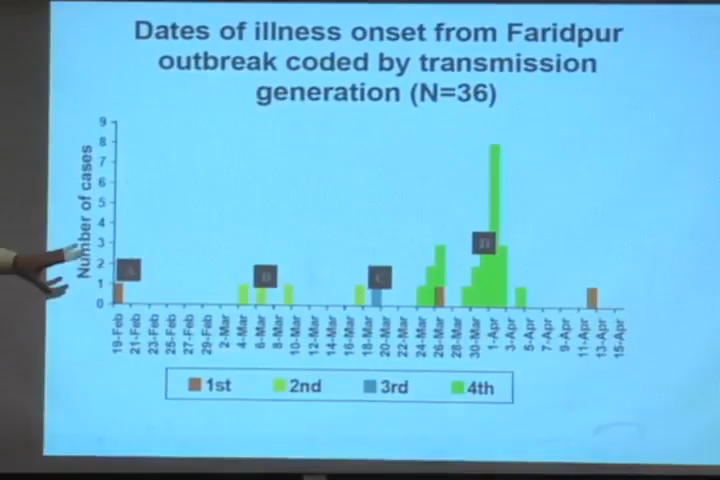 Dates of illness onset from Faridpur
outbreak coded by transmission
generation (N=36)
Number of cases
9
8
7
6
5
4
3
2
1
0
A
B
C
D
19-Feb
21-Feb
23-Feb
25-Feb
27-Feb
29-Feb
2-Mar
4-Mar
6-Mar
8-Mar
10-Mar
12-Mar
14-Mar
16-Mar
18-Mar
20-Mar
22-Mar
24-Mar
26-Mar
28-Mar
30-Mar
1-Apr
3-Apr
5-Apr
7-Apr
9-Apr
11-Apr
13-Apr
15-Apr
1st 2nd 3rd 4th